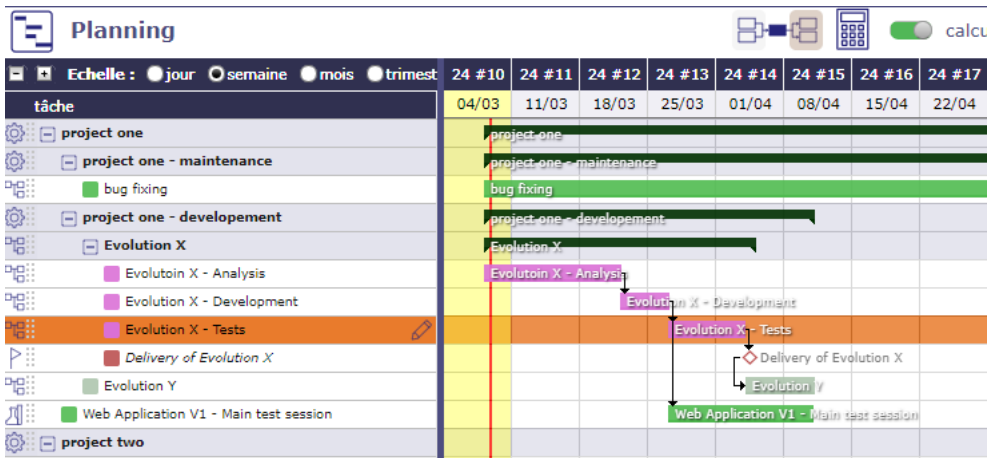 Planning
calcu
Echelle : jour semaine mois trimest 24 #10 24 #11 24 #12 24 #13 24 #14 24 #15 24 #16 24 #17
tâche 04/03 11/03 18/03 25/03 01/04 08/04 15/04 22/04
project one project one
project one - maintenance project one - maintenance
bug fixing bug fixing
project one - developement project one - developement
Evolution X Evolution X
Evolutoin X - Analysis Evolutoin X - Analysis
Evolution X - Development Evolution X - Development
Evolution X - Tests Evolution X - Tests
Delivery of Evolution X Delivery of Evolution X
Evolution Y Evolution Y
Web Application V1 - Main test session Web Application V1 - Main test session
project two